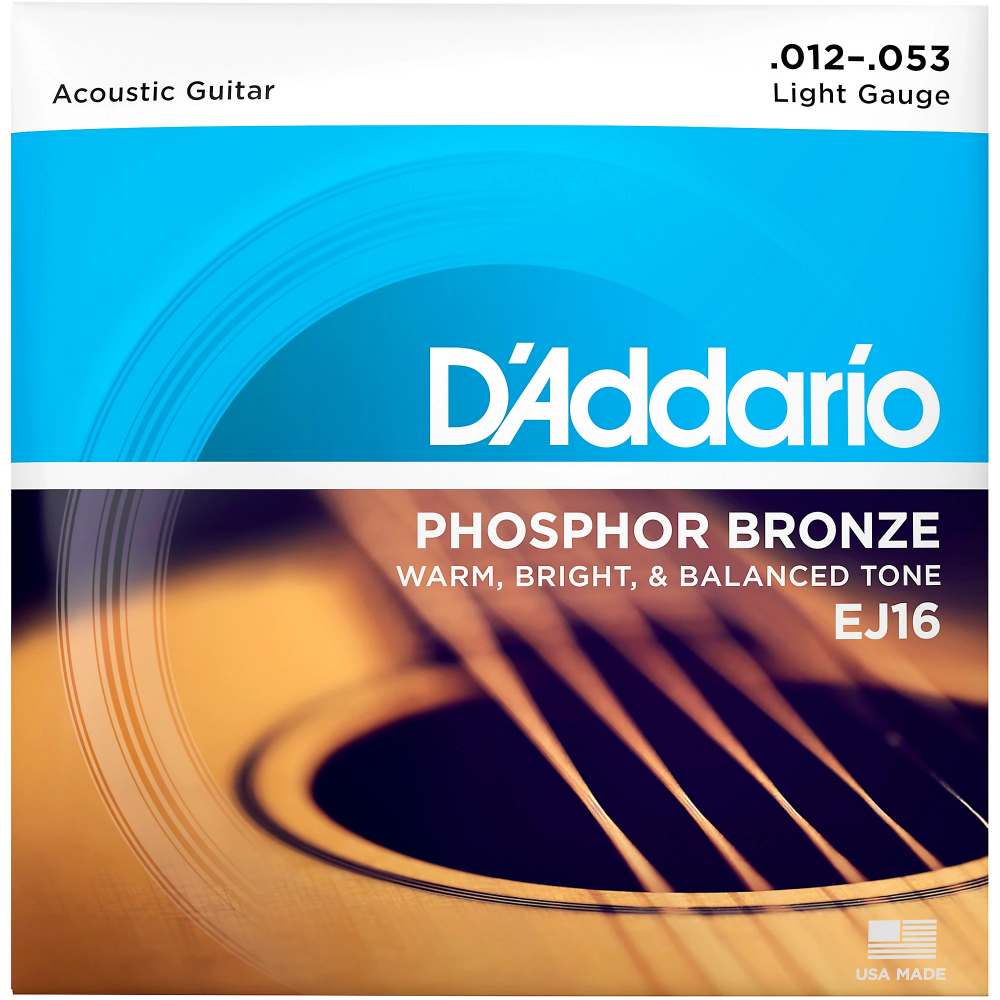 Acoustic Guitar
.012–.053
Light Gauge
D'Addario
PHOSPHOR BRONZE
WARM, BRIGHT, & BALANCED TONE
EJ16
USA MADE